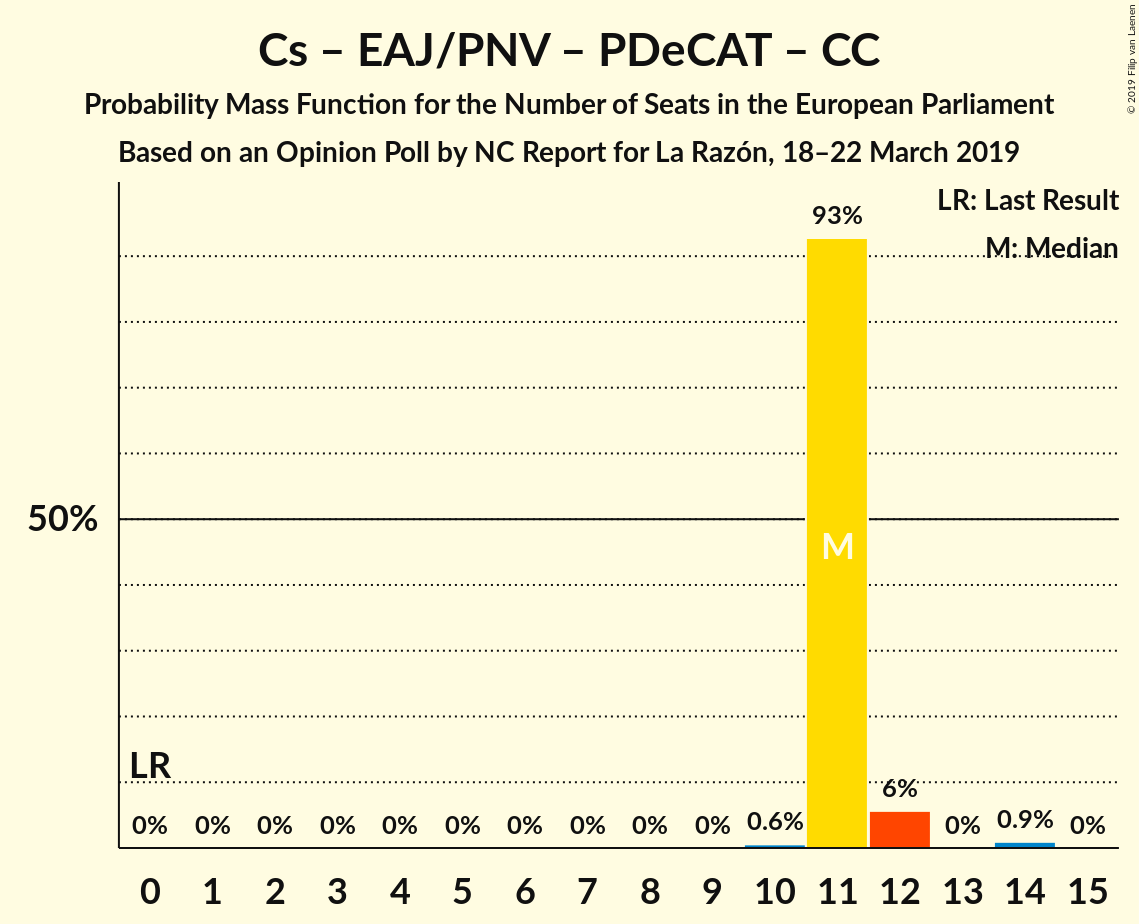 Cs – EAJ/PNV – PDeCAT – CC
Probability Mass Function for the Number of Seats in the European Parliament
Based on an Opinion Poll by NC Report for La Razón, 18–22 March 2019
© 2019 Filip van Laenen
LR: Last Result
M: Median
93%
50%
M
LR
6%
0% 0% 0% 0% 0% 0% 0% 0% 0% 0% 0.6% 0% 0.9% 0%
0 1 2 3 4 5 6 7 8 9 10 11 12 13 14 15